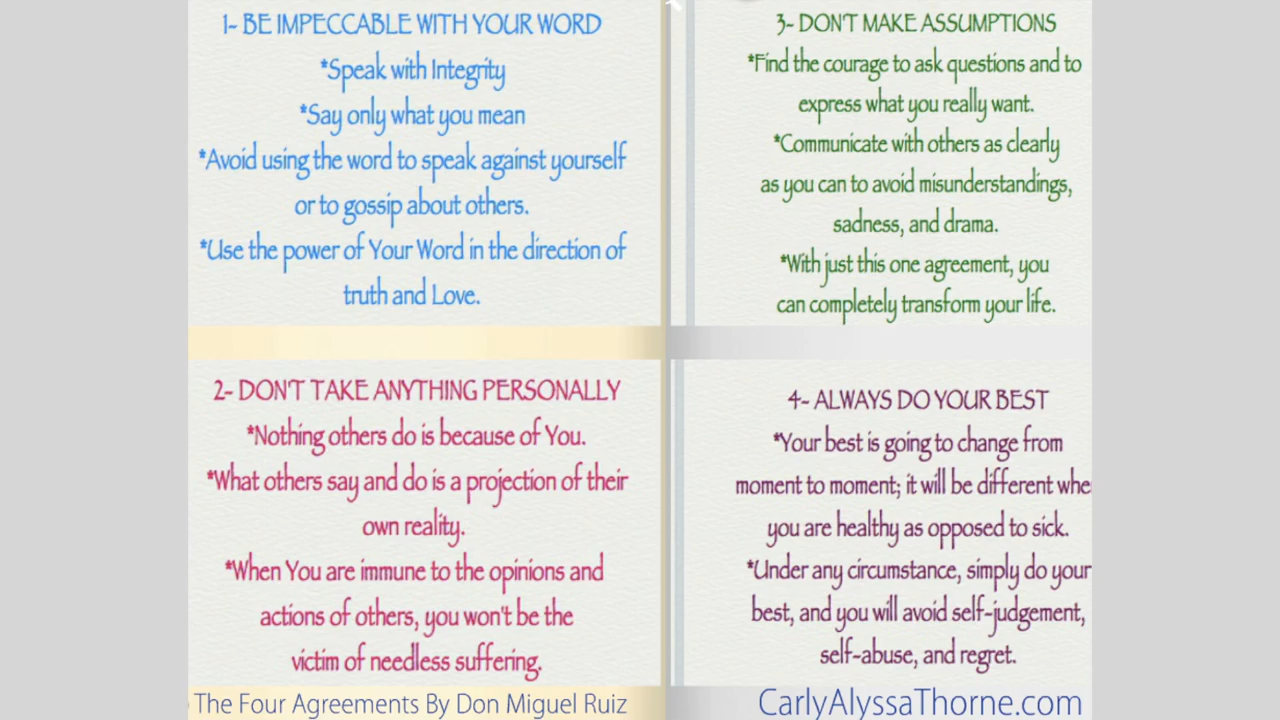 1- BE IMPECCABLE WITH YOUR WORD
*Speak with Integrity
*Say only what you mean
*Avoid using the word to speak against yourself
or to gossip about others.
*Use the power of Your Word in the direction of
truth and Love.
2- DON'T TAKE ANYTHING PERSONALLY
*Nothing others do is because of You.
*What others say and do is a projection of their
own reality.
*When You are immune to the opinions and
actions of others, you won't be the
victim of needless suffering.
The Four Agreements By Don Miguel Ruiz
3- DON'T MAKE ASSUMPTIONS
*Find the courage to ask questions and to
express what you really want.
*Communicate with others as clearly
as you can to avoid misunderstandings,
sadness, and drama.
*With just this one agreement, you
can completely transform your life.
4- ALWAYS DO YOUR BEST
*Your best is going to change from
moment to moment; it will be different whe
you are healthy as opposed to sick.
*Under any circumstance, simply do your
best, and you will avoid self-judgement,
self-abuse, and regret.
CarlyAlyssaThorne.com